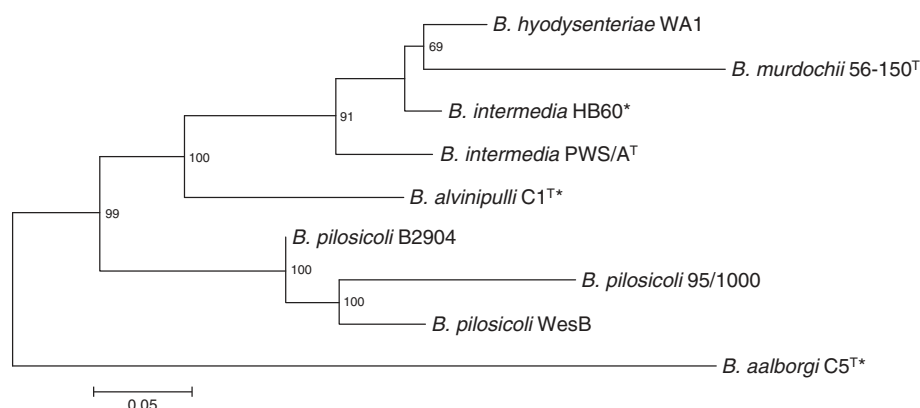 B. hyodysenteriae WA1
69
B. murdochii 56-150ᵀ
B. intermedia HB60*
91
B. intermedia PWS/Aᵀ
100
B. alvinipulli C1ᵀ*
99
B. pilosicoli B2904
100
B. pilosicoli 95/1000
100
B. pilosicoli WesB
B. aalborgi C5ᵀ*
0.05